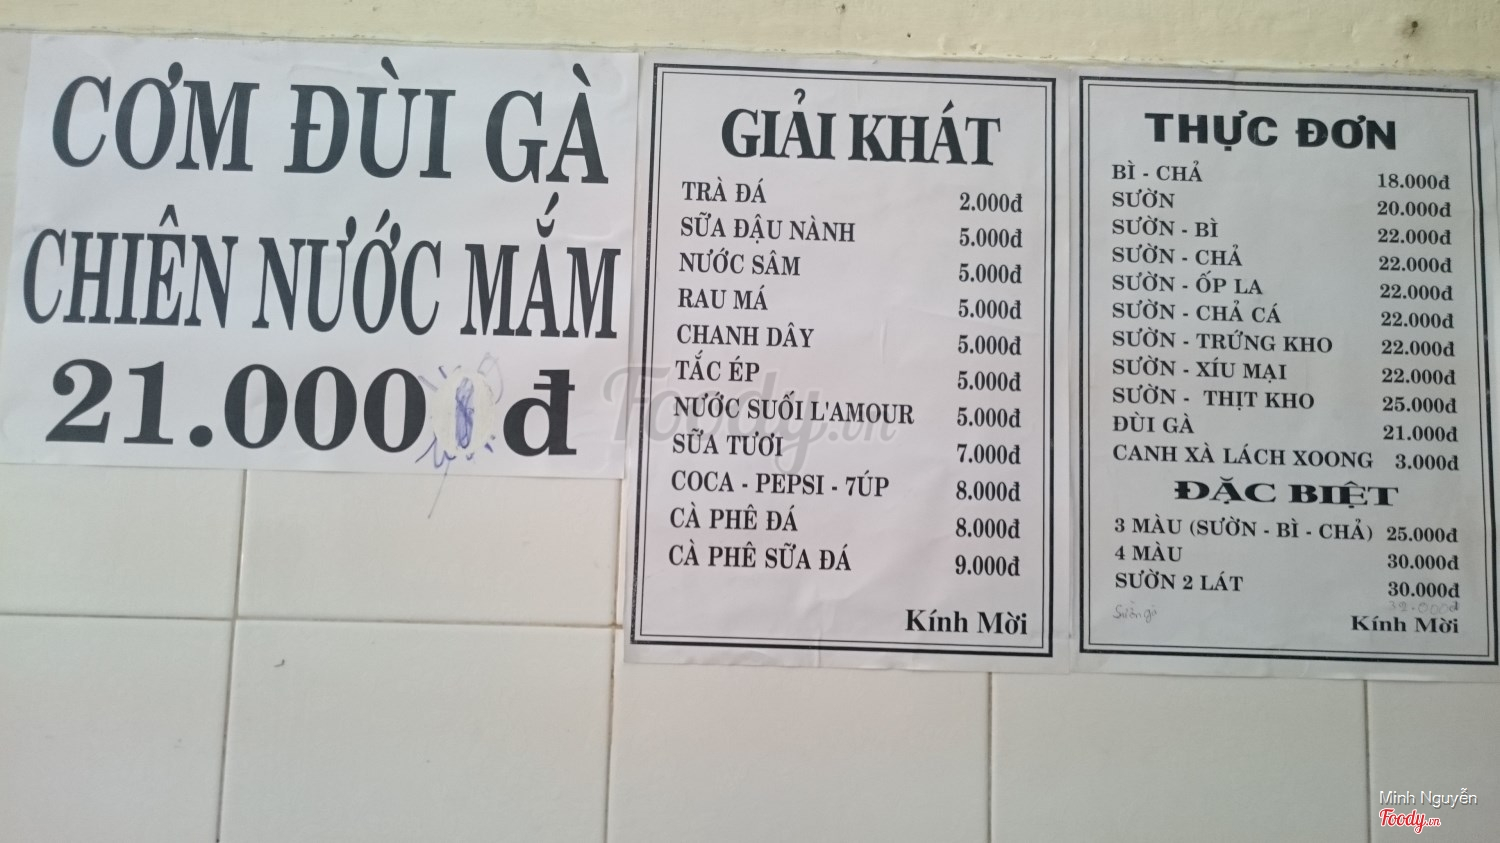 CƠM ĐÙI GÀ
CHIÊN NƯỚC MẮM
21.000 đ
GIẢI KHÁT
TRÀ ĐÁ 2.000đ
SỮA ĐẬU NÀNH 5.000đ
NƯỚC SÂM 5.000đ
RAU MÁ 5.000đ
CHANH DÂY 5.000đ
TẮC ÉP 5.000đ
NƯỚC SUỐI L'AMOUR 5.000đ
SỮA TƯƠI 7.000đ
COCA - PEPSI - 7ÚP 8.000đ
CÀ PHÊ ĐÁ 8.000đ
CÀ PHÊ SỮA ĐÁ 9.000đ
Kính Mời
THỰC ĐƠN
BÌ - CHẢ 18.000đ
SƯỜN 20.000đ
SƯỜN - BÌ 22.000đ
SƯỜN - CHẢ 22.000đ
SƯỜN - ỐP LA 22.000đ
SƯỜN - CHẢ CÁ 22.000đ
SƯỜN - TRỨNG KHO 22.000đ
SƯỜN - XÍU MẠI 22.000đ
SƯỜN - THỊT KHO 25.000đ
ĐÙI GÀ 21.000đ
CANH XÀ LÁCH XOONG 3.000đ
ĐẶC BIỆT
3 MÀU (SƯỜN - BÌ - CHẢ) 25.000đ
4 MÀU 30.000đ
SƯỜN 2 LÁT 30.000đ
Kính Mời
Foody.vn
Minh Nguyễn
Foody.vn